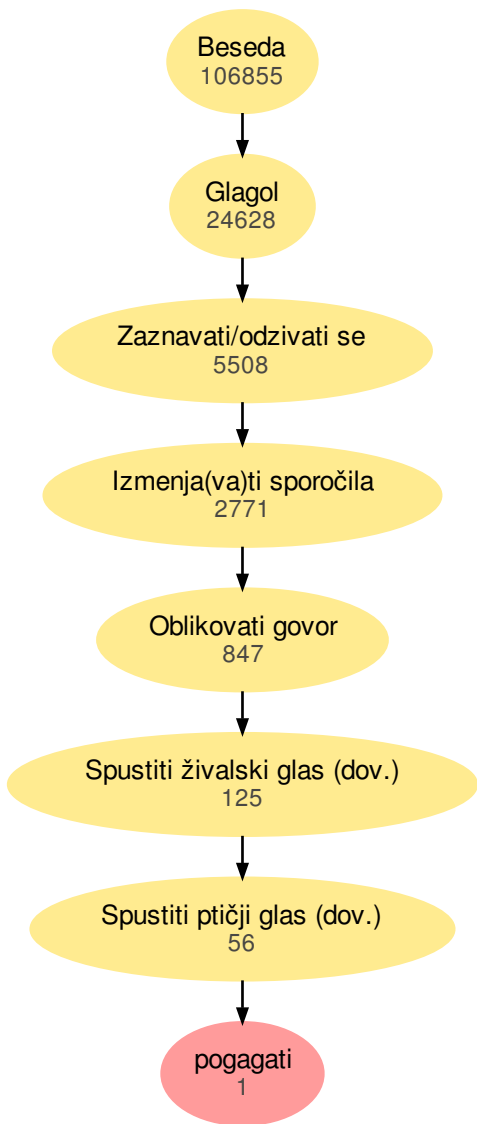 Beseda
106855
Glagol
24628
Zaznavati/odzivati se
5508
Izmenja(va)ti sporočila
2771
Oblikovati govor
847
Spustiti živalski glas (dov.)
125
Spustiti ptičji glas (dov.)
56
pogagati
1